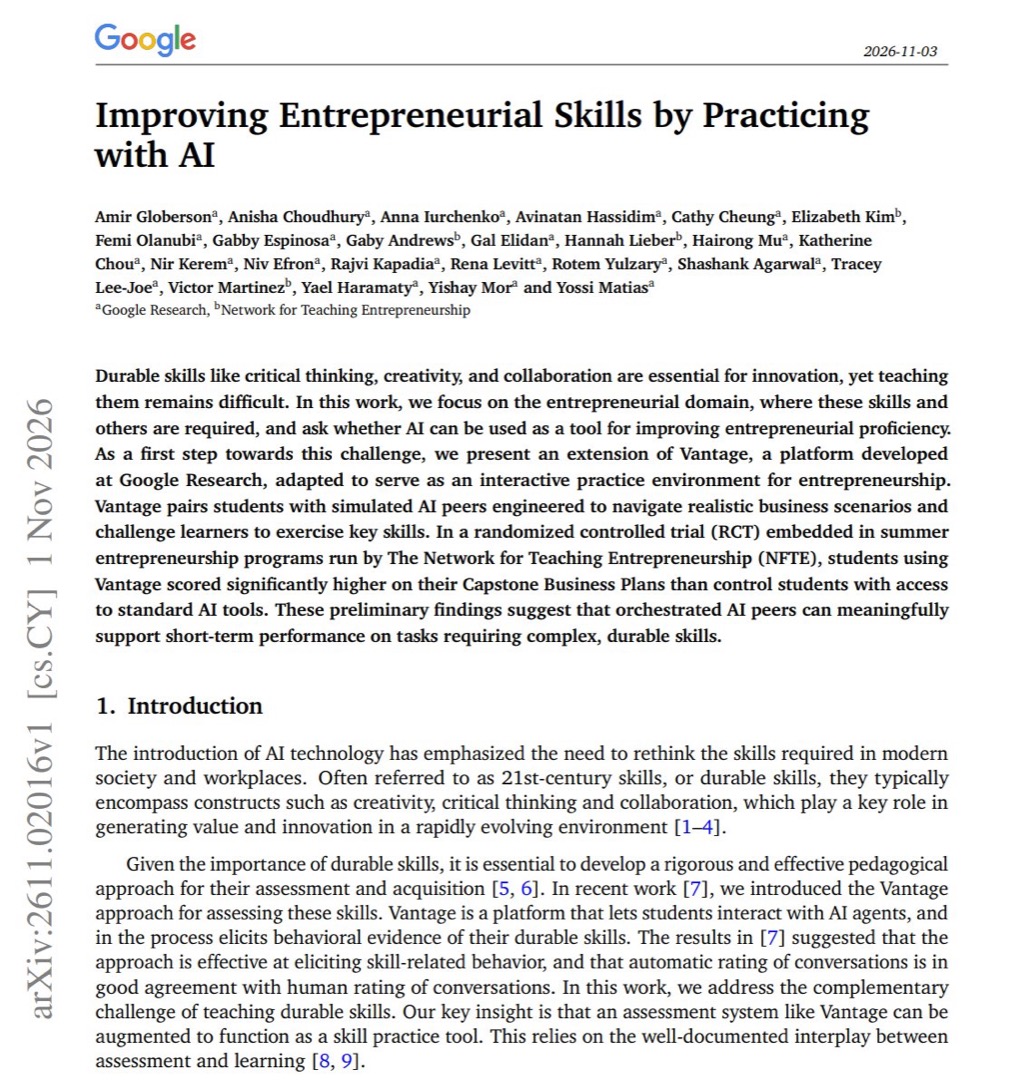 Google
2026-11-03
Improving Entrepreneurial Skills by Practicing
with AI
Amir Globersonᵃ, Anisha Choudhuryᵃ, Anna Iurchenkoᵃ, Avinatan Hassidimᵃ, Cathy Cheungᵃ, Elizabeth Kimᵇ,
Femi Olanubiᵃ, Gabby Espinosaᵃ, Gaby Andrewsᵇ, Gal Elidanᵃ, Hannah Lieberᵇ, Hairong Muᵃ, Katherine
Chouᵃ, Nir Keremᵃ, Niv Efronᵃ, Rajvi Kapadiaᵃ, Rena Levittᵃ, Rotem Yulzaryᵃ, Shashank Agarwalᵃ, Tracey
Lee-Joeᵃ, Victor Martinezᵇ, Yael Haramatyᵃ, Yishay Morᵃ and Yossi Matiasᵃ
ᵃGoogle Research, ᵇNetwork for Teaching Entrepreneurship
Durable skills like critical thinking, creativity, and collaboration are essential for innovation, yet teaching
them remains difficult. In this work, we focus on the entrepreneurial domain, where these skills and
others are required, and ask whether AI can be used as a tool for improving entrepreneurial proficiency.
As a first step towards this challenge, we present an extension of Vantage, a platform developed
at Google Research, adapted to serve as an interactive practice environment for entrepreneurship.
Vantage pairs students with simulated AI peers engineered to navigate realistic business scenarios and
challenge learners to exercise key skills. In a randomized controlled trial (RCT) embedded in summer
entrepreneurship programs run by The Network for Teaching Entrepreneurship (NFTE), students using
Vantage scored significantly higher on their Capstone Business Plans than control students with access
to standard AI tools. These preliminary findings suggest that orchestrated AI peers can meaningfully
support short-term performance on tasks requiring complex, durable skills.
1. Introduction
The introduction of AI technology has emphasized the need to rethink the skills required in modern
society and workplaces. Often referred to as 21st-century skills, or durable skills, they typically
encompass constructs such as creativity, critical thinking and collaboration, which play a key role in
generating value and innovation in a rapidly evolving environment [1–4].
Given the importance of durable skills, it is essential to develop a rigorous and effective pedagogical
approach for their assessment and acquisition [5, 6]. In recent work [7], we introduced the Vantage
approach for assessing these skills. Vantage is a platform that lets students interact with AI agents, and
in the process elicits behavioral evidence of their durable skills. The results in [7] suggested that the
approach is effective at eliciting skill-related behavior, and that automatic rating of conversations is in
good agreement with human rating of conversations. In this work, we address the complementary
challenge of teaching durable skills. Our key insight is that an assessment system like Vantage can be
augmented to function as a skill practice tool. This relies on the well-documented interplay between
assessment and learning [8, 9].
arXiv:2611.02016v1 [cs.CY] 1 Nov 2026